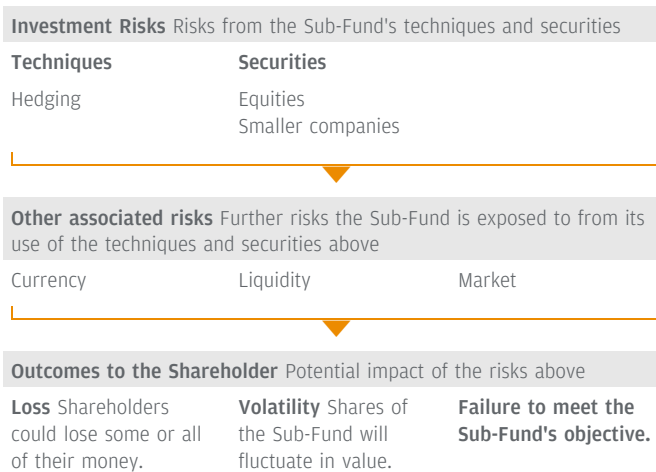 Investment Risks Risks from the Sub-Fund's techniques and securities
Techniques
Securities
Hedging
Equities
Smaller companies
Other associated risks Further risks the Sub-Fund is exposed to from its
use of the techniques and securities above
Currency
Liquidity
Market
Outcomes to the Shareholder Potential impact of the risks above
Loss Shareholders
could lose some or all
of their money.
Volatility Shares of
the Sub-Fund will
fluctuate in value.
Failure to meet the
Sub-Fund's objective.